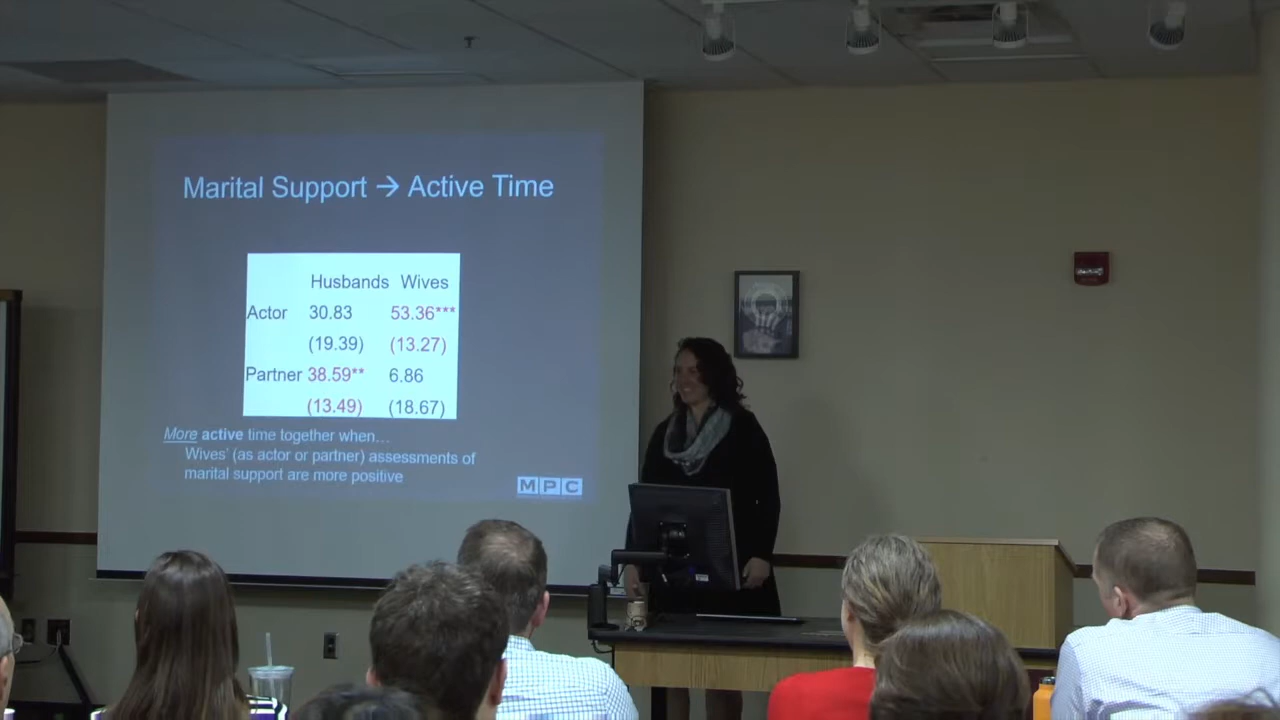 Marital Support → Active Time
Husbands Wives
Actor 30.83 53.36***
(19.39) (13.27)
Partner 38.59** 6.86
(13.49) (18.67)
More active time together when...
Wives' (as actor or partner) assessments of
marital support are more positive
MPC